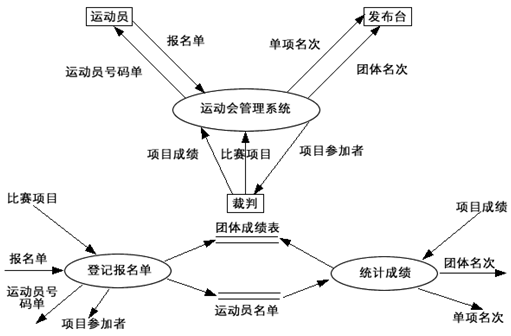 运动员
发布台
报名单
单项名次
运动员号码单
团体名次
运动会管理系统
项目成绩
比赛项目
项目参加者
裁判
比赛项目
团体成绩表
项目成绩
报名单
登记报名单
统计成绩
团体名次
运动员号
码单
项目参加者
运动员名单
单项名次